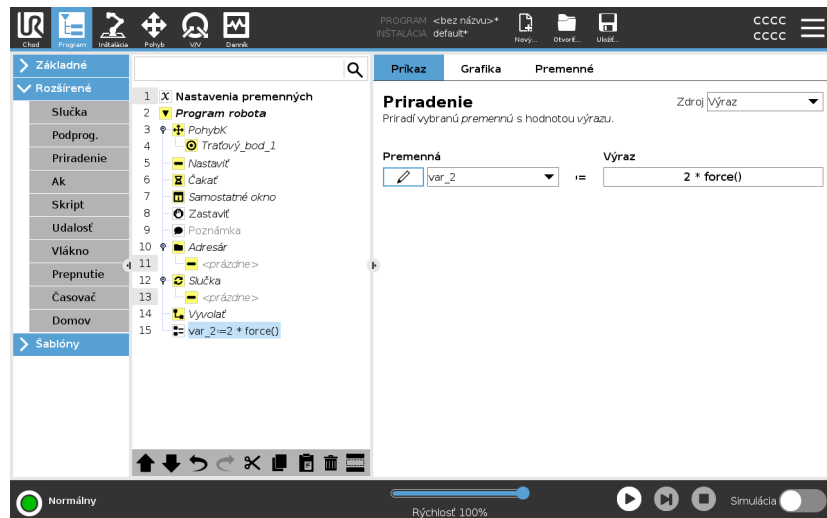 UR
PROGRAM <bez názvu>*
INŠTALÁCIA default*
CCCC
CCCC
Chod Program Inštalácia Pohyb V/V Denník Nový... Otvoriť... Uložiť...
Základné
Rozšírené
Slučka
Podprog.
Priradenie
Ak
Skript
Udalosť
Vlákno
Prepnutie
Časovač
Domov
Šablóny
1 X Nastavenia premenných
2 Program robota
3 PohybK
4 Traťový_bod_1
5 Nastaviť
6 Čakať
7 Samostatné okno
8 Zastaviť
9 Poznámka
10 Adresár
11 <prázdne>
12 Slučka
13 <prázdne>
14 Vyvolať
15 var_2:=2 * force()
Príkaz Grafika Premenné
Priradenie
Zdroj Výraz
Priradí vybranú premennú s hodnotou výrazu.
Premenná Výraz
var_2 := 2 * force()
Normálny
Rýchlosť 100%
Simulácia